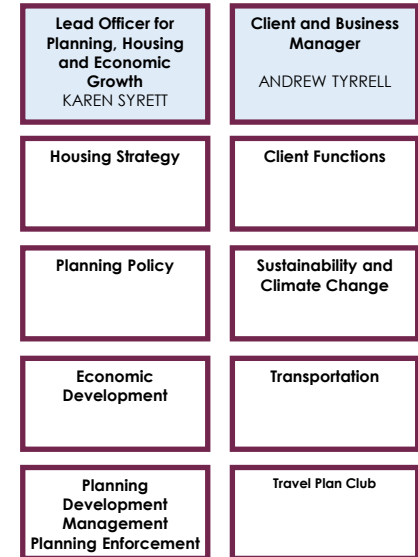 Lead Officer for
Planning, Housing
and Economic
Growth
KAREN SYRETT
Client and Business
Manager
ANDREW TYRRELL
Housing Strategy
Client Functions
Planning Policy
Sustainability and
Climate Change
Economic
Development
Transportation
Planning
Development
Management
Planning Enforcement
Travel Plan Club